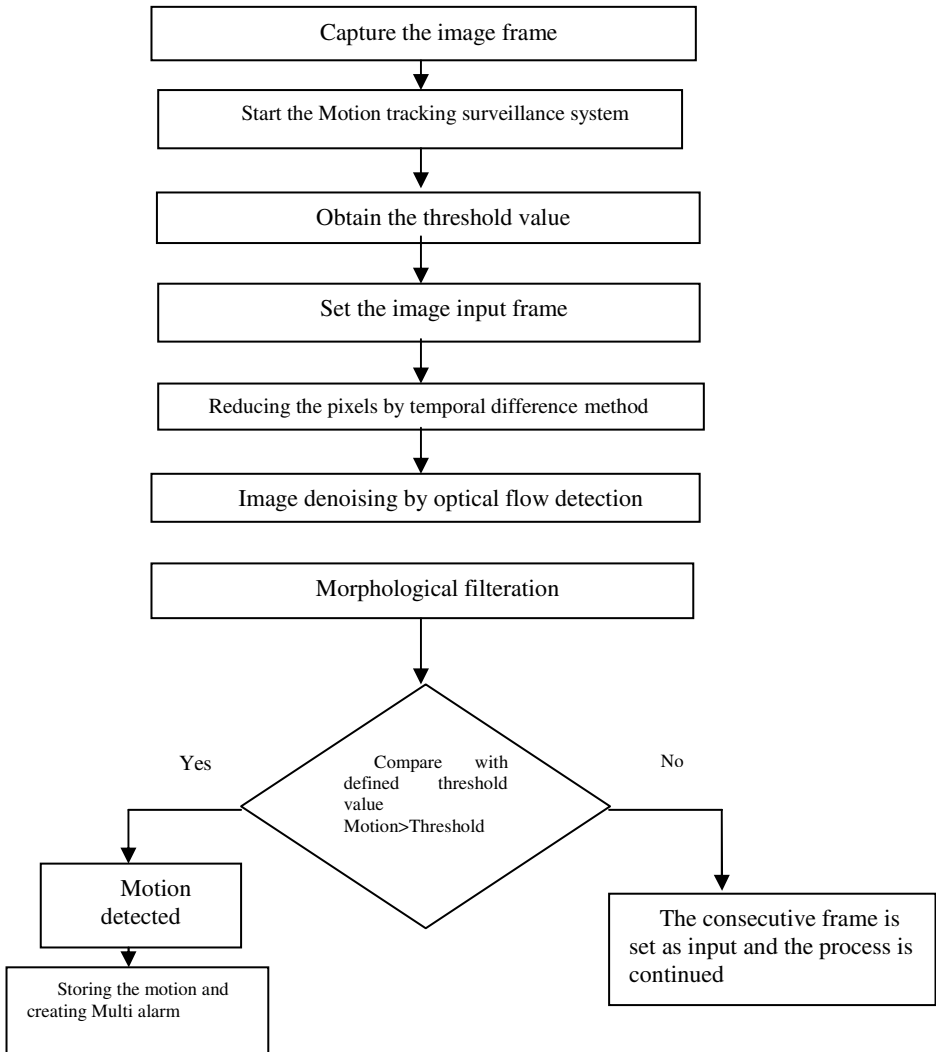 Capture the image frame
Start the Motion tracking surveillance system
Obtain the threshold value
Set the image input frame
Reducing the pixels by temporal difference method
Image denoising by optical flow detection
Morphological filteration
Yes
No
Compare with
defined threshold
value
Motion>Threshold
Motion
detected
The consecutive frame is
set as input and the process is
continued
Storing the motion and
creating Multi alarm